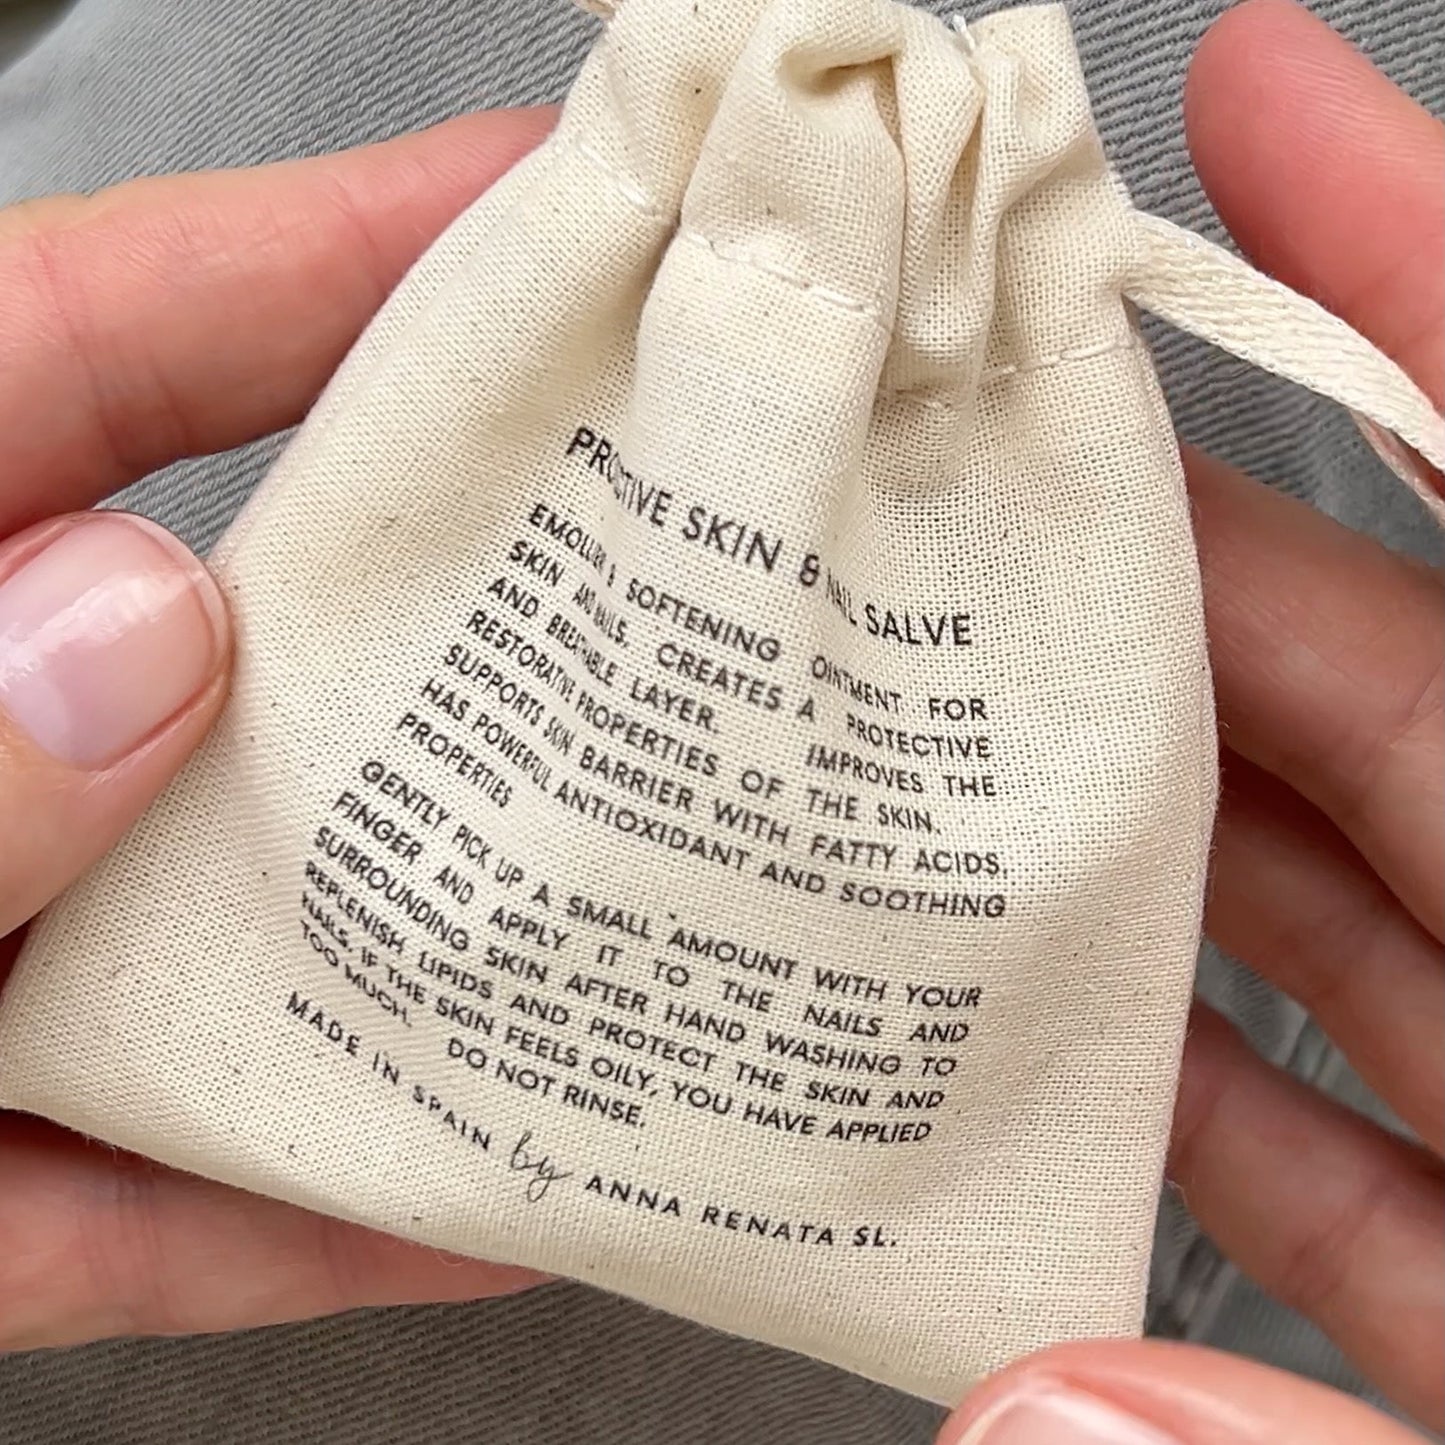 PROTECTIVE SKIN & NAIL SALVE
EMOLLIENT & SOFTENING OINTMENT FOR
SKIN AND NAILS. CREATES A PROTECTIVE
AND BREATHABLE LAYER. IMPROVES THE
RESTORATIVE PROPERTIES OF THE SKIN.
SUPPORTS SKIN BARRIER WITH FATTY ACIDS.
HAS POWERFUL ANTIOXIDANT AND SOOTHING
PROPERTIES
GENTLY PICK UP A SMALL AMOUNT WITH YOUR
FINGER AND APPLY IT TO THE NAILS AND
SURROUNDING SKIN AFTER HAND WASHING TO
REPLENISH LIPIDS AND PROTECT THE SKIN AND
NAILS. IF THE SKIN FEELS OILY, YOU HAVE APPLIED
TOO MUCH. DO NOT RINSE.
MADE IN SPAIN by ANNA RENATA SL.